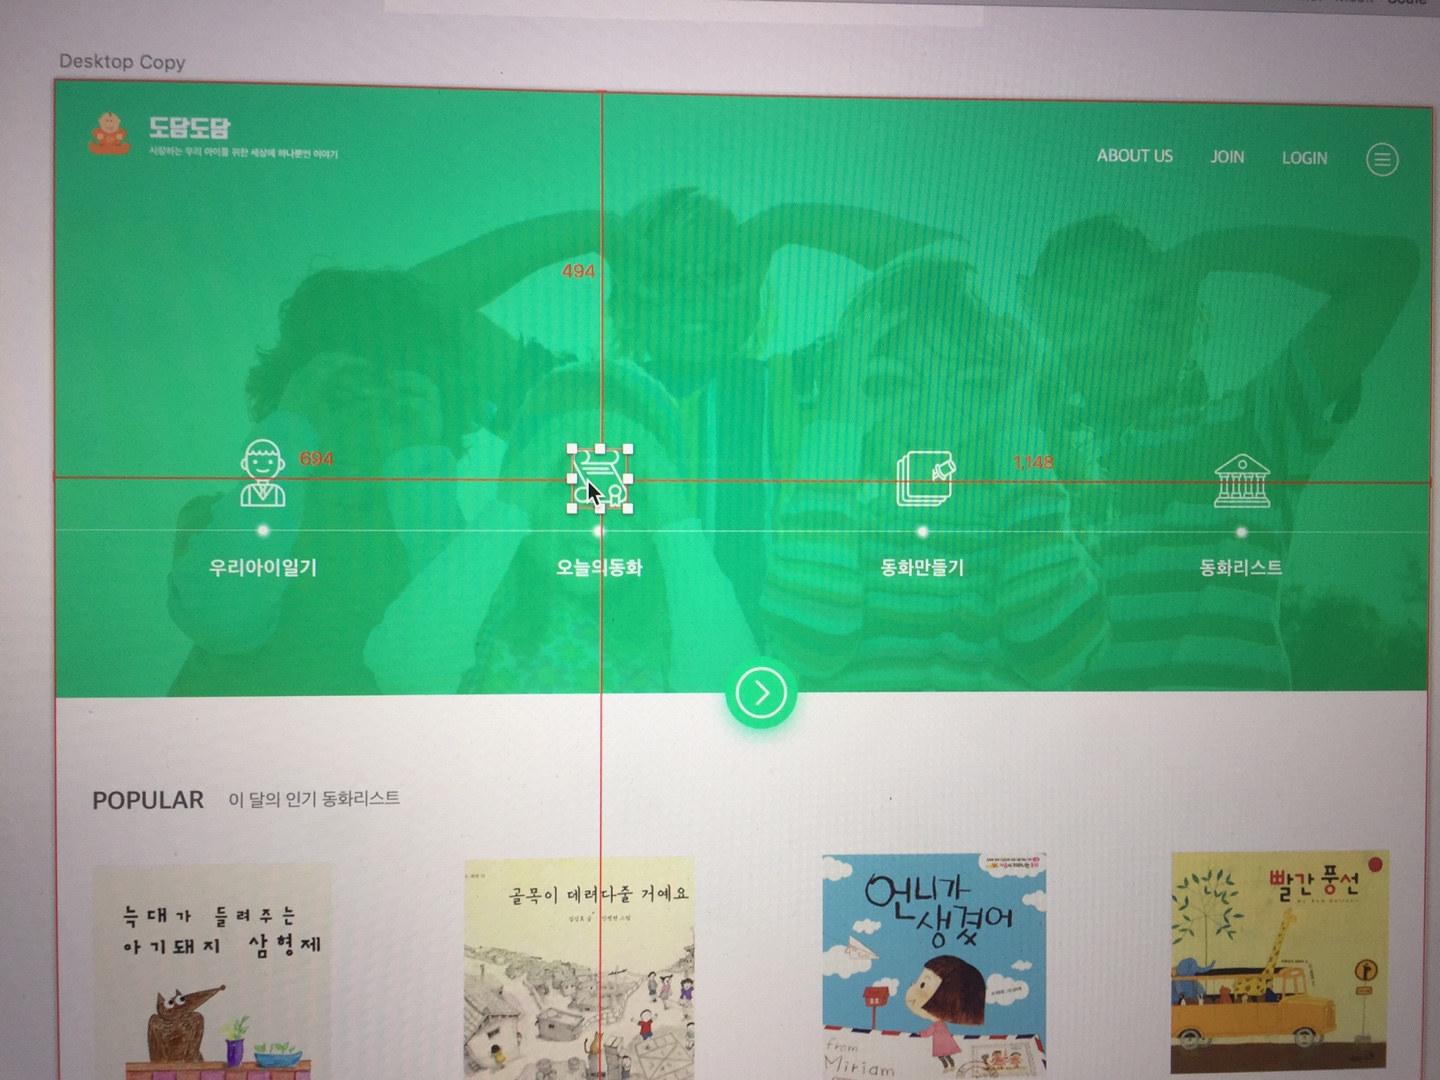 Desktop Copy
도담도담
사랑하는 우리 아이를 위한 세상에 하나뿐인 이야기
ABOUT US JOIN LOGIN
494
694
1,148
우리아이일기
오늘의동화
동화만들기
동화리스트
POPULAR 이 달의 인기 동화리스트
늑대가 들려주는
아기돼지 삼형제
골목이 데려다줄 거예요
언니가
생겼어
from
Miriam
빨간 풍선